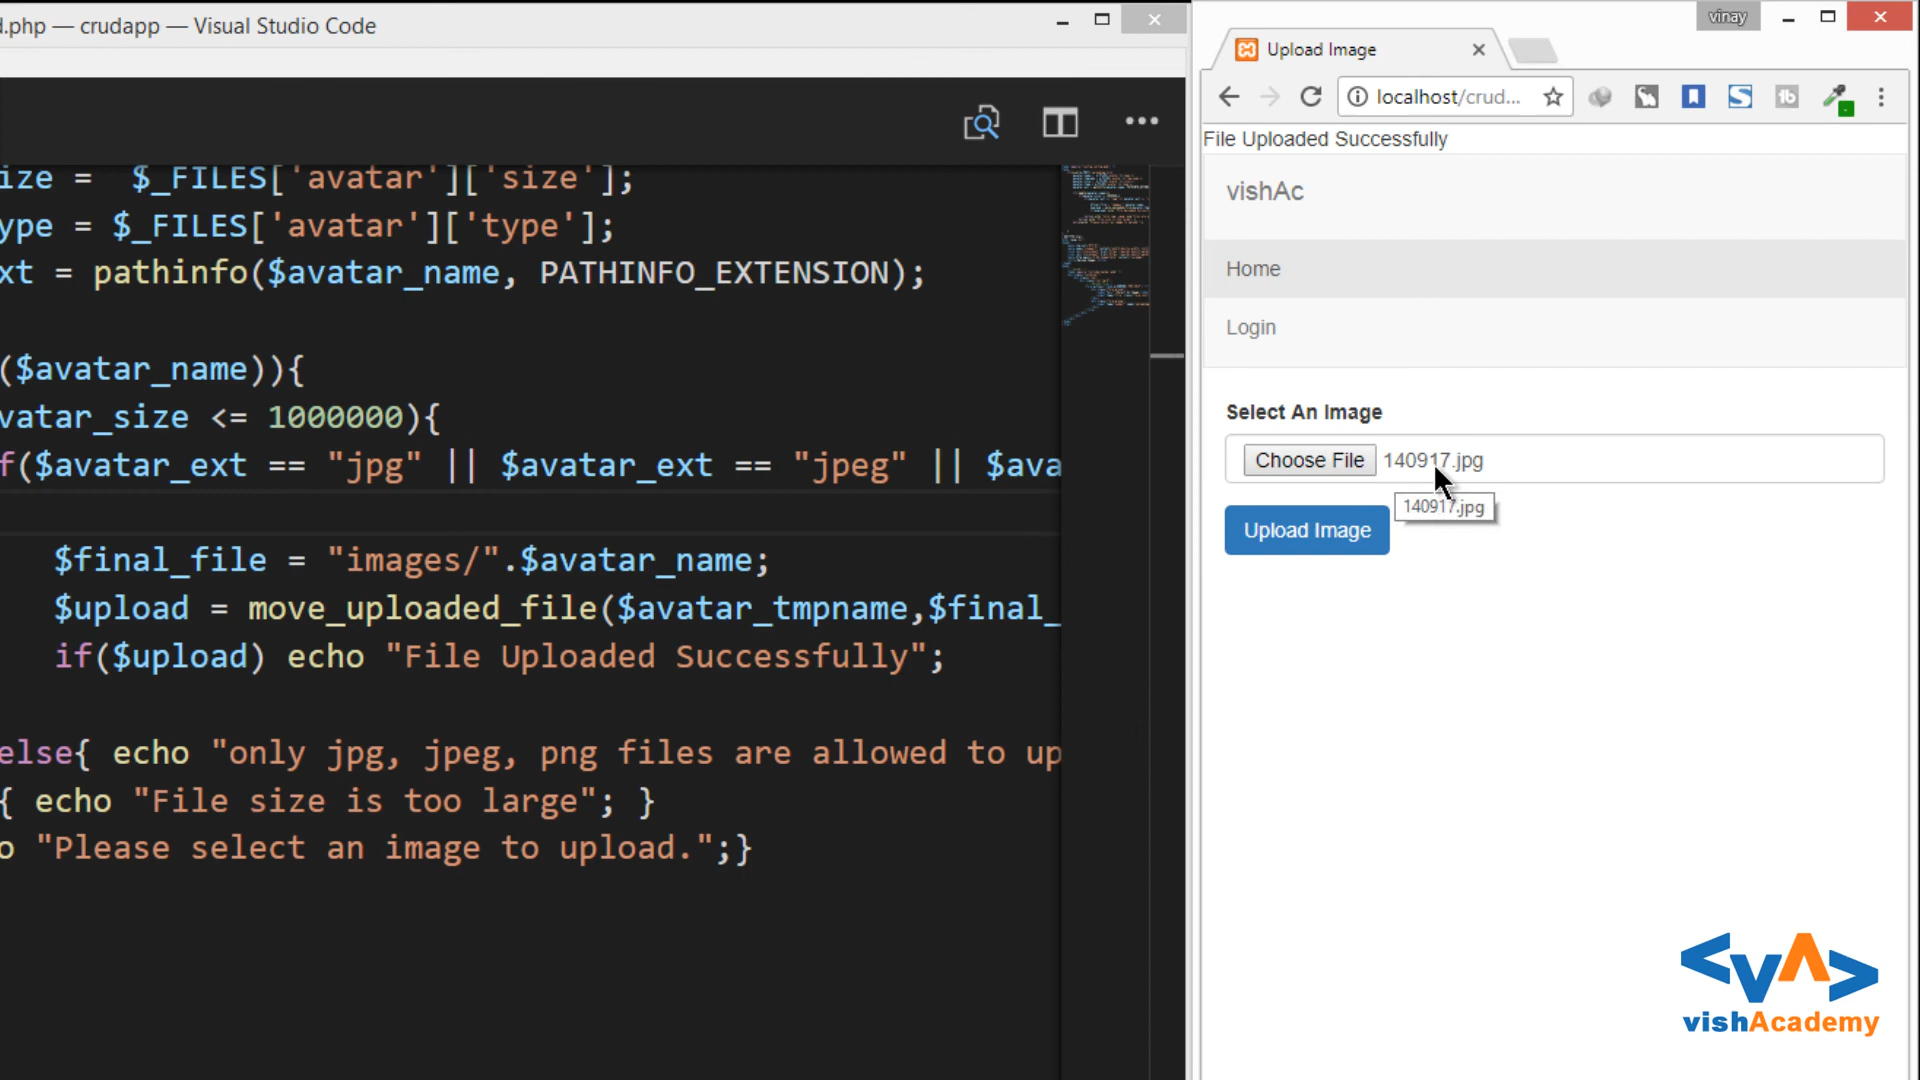 d.php — crudapp — Visual Studio Code
ize = $_FILES['avatar']['size'];
ype = $_FILES['avatar']['type'];
xt = pathinfo($avatar_name, PATHINFO_EXTENSION);
($avatar_name)){
vatar_size <= 1000000){
f($avatar_ext == "jpg" || $avatar_ext == "jpeg" || $ava
$final_file = "images/".$avatar_name;
$upload = move_uploaded_file($avatar_tmpname,$final_
if($upload) echo "File Uploaded Successfully";
else{ echo "only jpg, jpeg, png files are allowed to up
{ echo "File size is too large"; }
o "Please select an image to upload.";}
vinay
Upload Image
localhost/crud...
File Uploaded Successfully
vishAc
Home
Login
Select An Image
Choose File 140917.jpg
140917.jpg
Upload Image
<VA>
vishAcademy